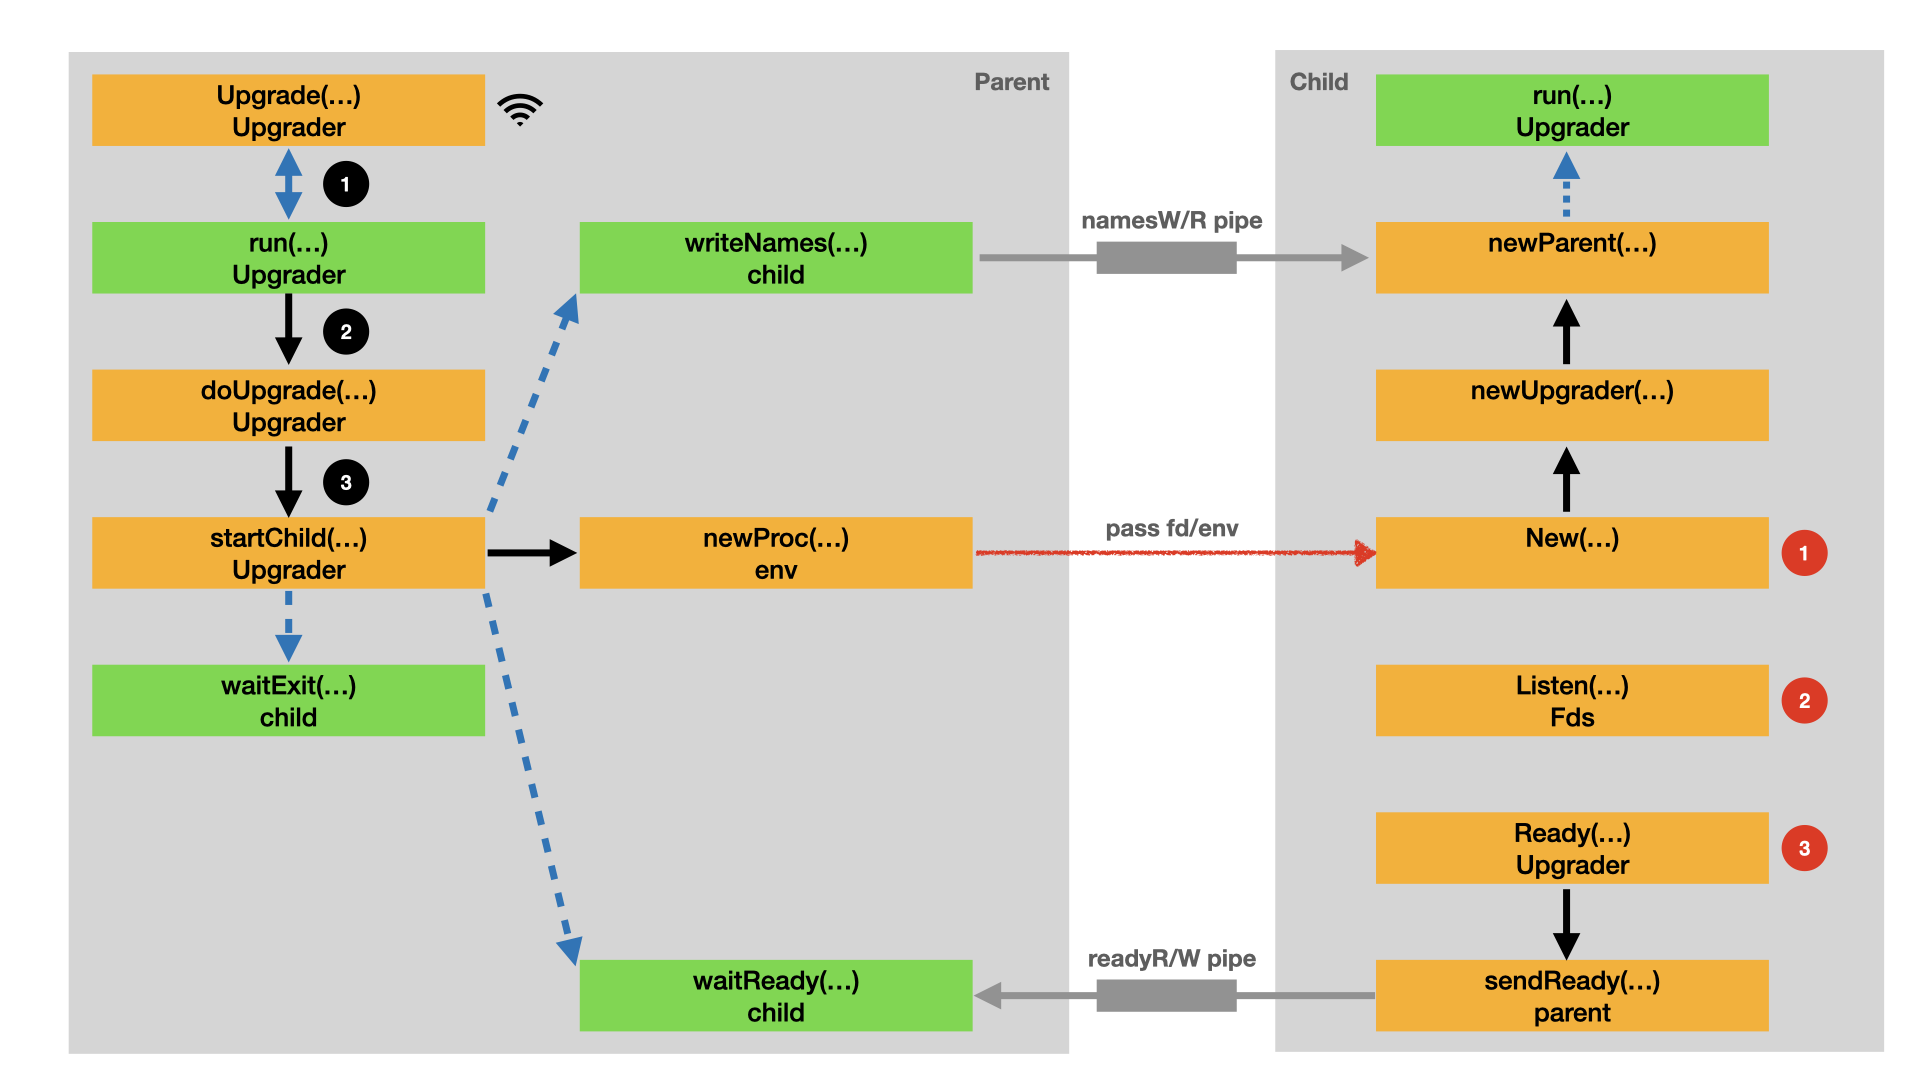 Parent
Upgrade(...)
Upgrader
1
run(...)
Upgrader
2
doUpgrade(...)
Upgrader
3
startChild(...)
Upgrader
waitExit(...)
child
writeNames(...)
child
newProc(...)
env
waitReady(...)
child
namesW/R pipe
pass fd/env
readyR/W pipe
Child
run(...)
Upgrader
newParent(...)
newUpgrader(...)
New(...)
1
Listen(...)
Fds
2
Ready(...)
Upgrader
3
sendReady(...)
parent